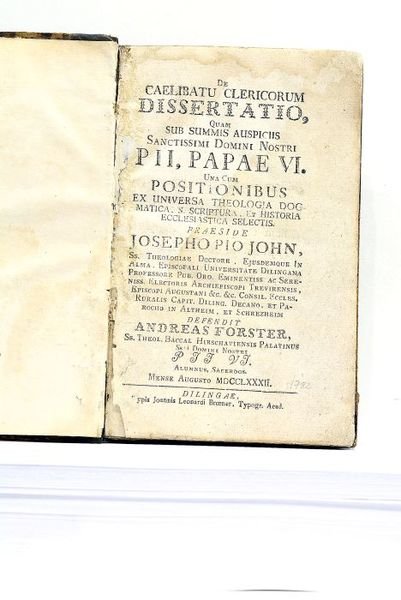 DE
CAELIBATU CLERICORUM
DISSERTATIO,
QUAM
SUB SUMMIS AUSPICIIS
SANCTISSIMI DOMINI NOSTRI
PII, PAPAE VI.
UNA CUM
POSITIONIBUS
EX UNIVERSA THEOLOGIA DOG-
MATICA, S. SCRIPTURA, ET HISTORIA
ECCLESIASTICA SELECTIS.
PRAESIDE
JOSEPHO PIO JOHN,
SS. THEOLOGIAE DOCTORE, EJUSDEMQUE IN
ALMA EPISCOPALI UNIVERSITATE DILINGANA
PROFESSORE PUB. ORD. EMINENTISS AC SERE-
NISS. ELECTORIS ARCHIEPISCOPI TREVIRENSIS,
EPISCOPI AUGUSTANI &c. &c. CONSIL. ECCLES.
RURALIS CAPIT. DILING. DECANO, ET PA-
ROCHO IN ALTHEIM, ET SCHREZHEIM
DEFENDIT
ANDREAS FORSTER,
SS. THEOL. BACCAL HIRSCHAVIENSIS PALATINUS
DOMINI NOSTRI
PII VI.
ALUMNUS, SACERDOS.
MENSE AUGUSTO MDCCLXXXII. 1782
DILINGAE,
ypis Joannis Leonardi Brönner, Typogr. Acad.